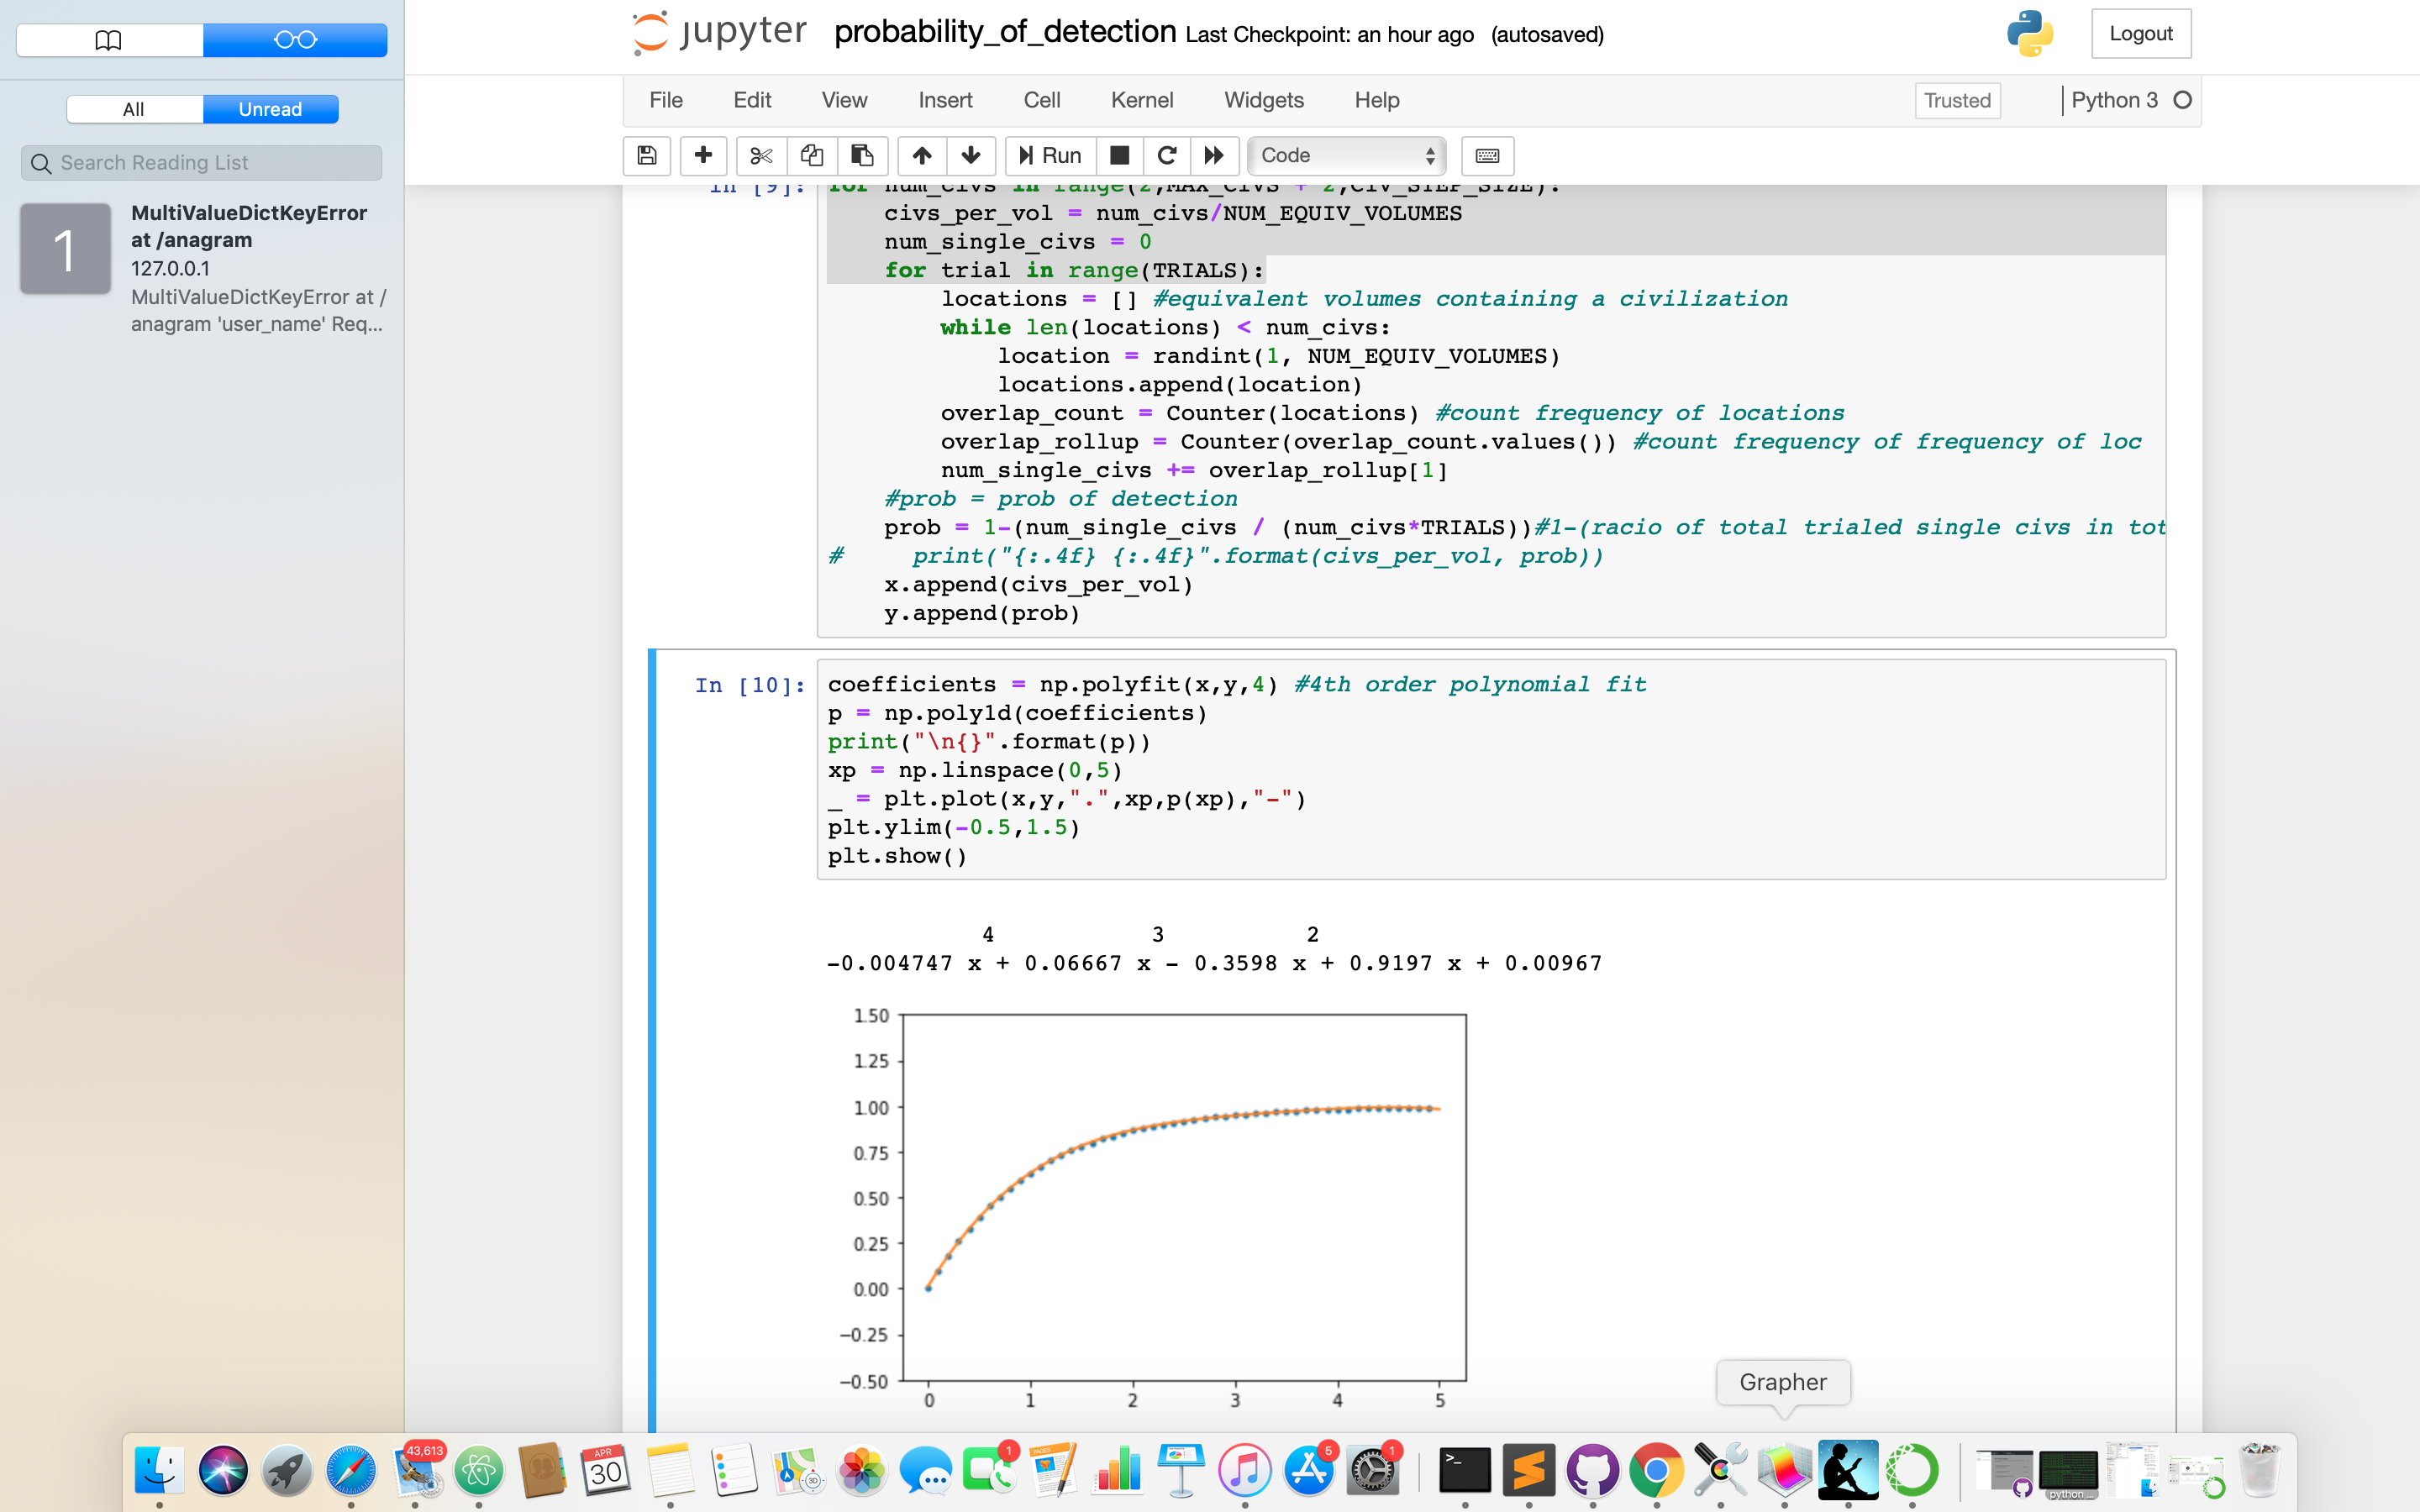 All
Unread
Search Reading List
1
MultiValueDictKeyError
at /anagram
127.0.0.1
MultiValueDictKeyError at /
anagram 'user_name' Req...
jupyter probability_of_detection Last Checkpoint: an hour ago (autosaved)
Logout
File Edit View Insert Cell Kernel Widgets Help
Trusted
Python 3
Run
Code
In [9]: for num_civs in range(2,MAX_CIVS + 2,CIV_STEP_SIZE):
civs_per_vol = num_civs/NUM_EQUIV_VOLUMES
num_single_civs = 0
for trial in range(TRIALS):
locations = [] #equivalent volumes containing a civilization
while len(locations) < num_civs:
location = randint(1, NUM_EQUIV_VOLUMES)
locations.append(location)
overlap_count = Counter(locations) #count frequency of locations
overlap_rollup = Counter(overlap_count.values()) #count frequency of frequency of loc
num_single_civs += overlap_rollup[1]
#prob = prob of detection
prob = 1-(num_single_civs / (num_civs*TRIALS))#1-(racio of total trialed single civs in tot
# print("{:.4f} {:.4f}".format(civs_per_vol, prob))
x.append(civs_per_vol)
y.append(prob)
In [10]: coefficients = np.polyfit(x,y,4) #4th order polynomial fit
p = np.poly1d(coefficients)
print("\n{}".format(p))
xp = np.linspace(0,5)
_ = plt.plot(x,y,".",xp,p(xp),"-")
plt.ylim(-0.5,1.5)
plt.show()
4 3 2
-0.004747 x + 0.06667 x - 0.3598 x + 0.9197 x + 0.00967
1.50
1.25
1.00
0.75
0.50
0.25
0.00
−0.25
−0.50
0 1 2 3 4 5
Grapher
43,613
APR
30
3D
1
PAGES
5
1
>_
python